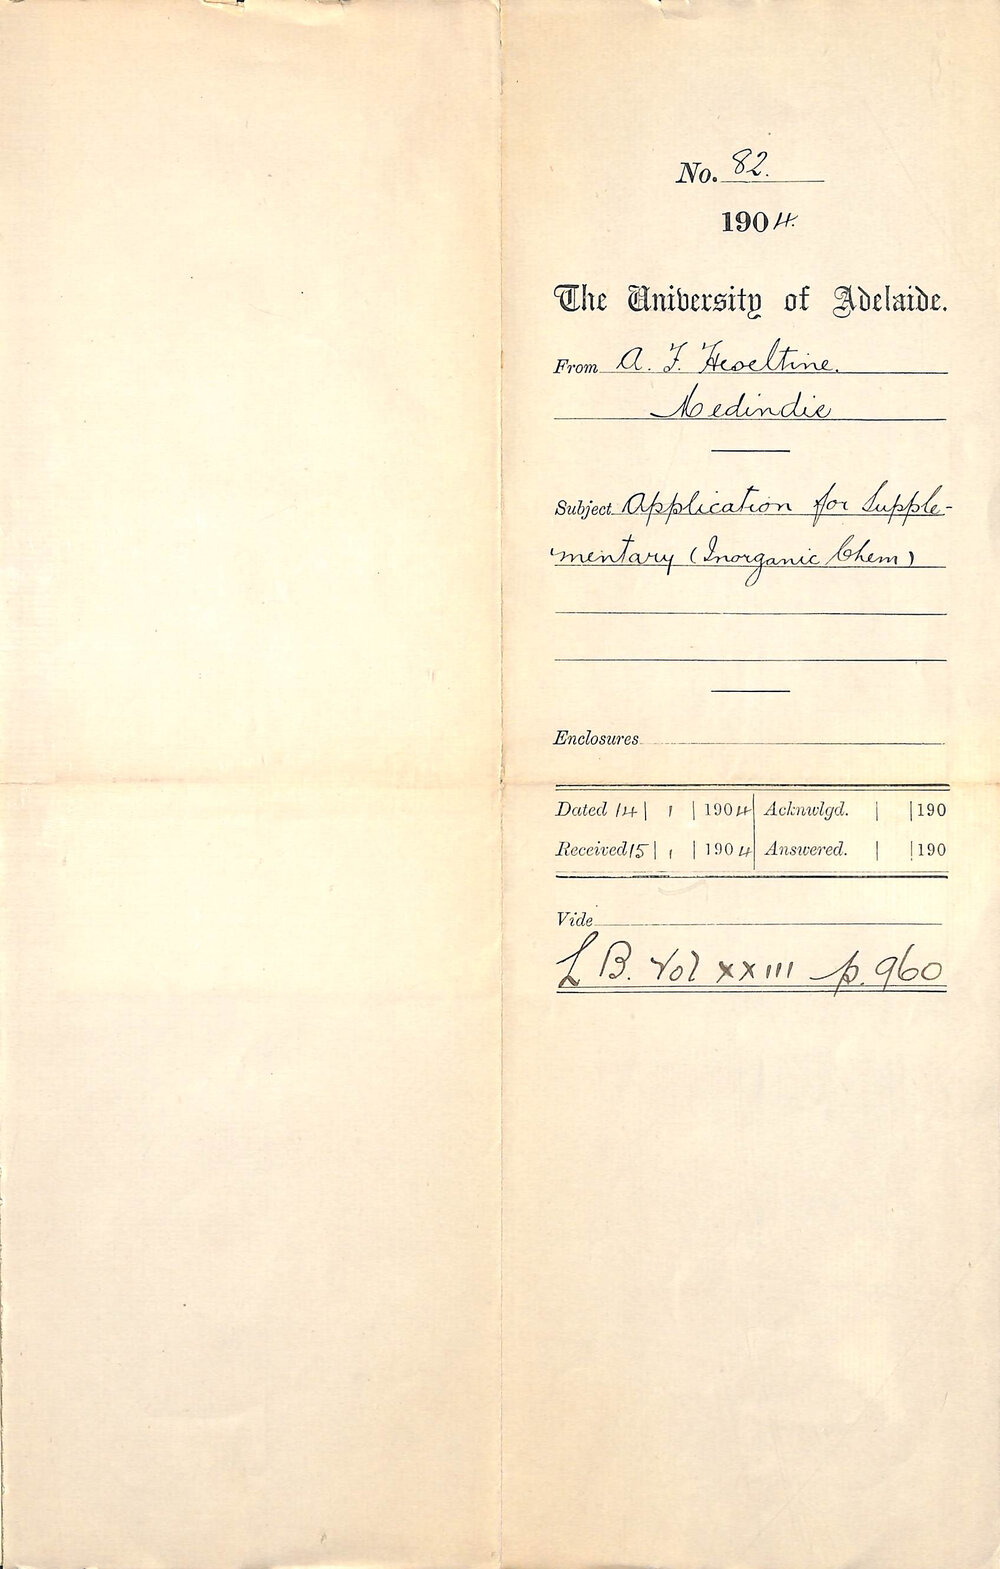 No. 82.
1904.
The University of Adelaide.
From A. F. Heseltine.
Medindie
Subject Application for Supple-
mentary (Inorganic Chem)
Enclosures
Dated 14 | 1 | 1904 | Acknwlgd. | | 190
Received 15 | 1 | 1904 | Answered. | | 190
Vide
L B. Vol XXIII p. 960